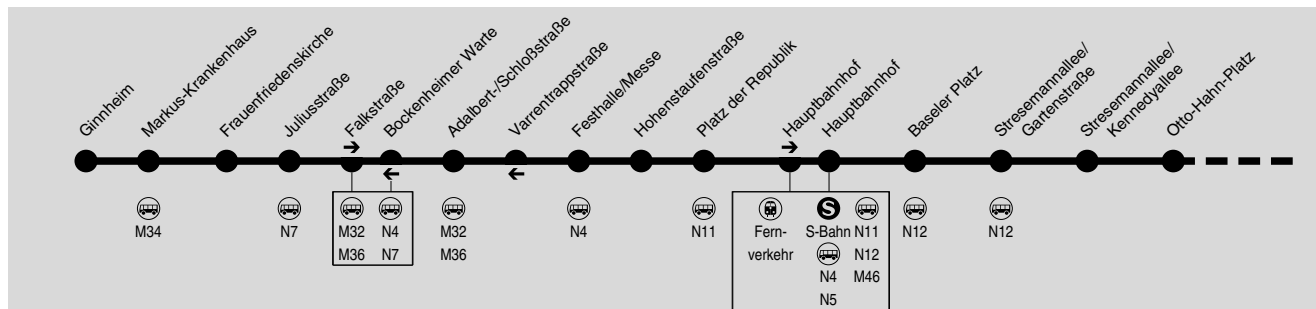 Ginnheim
Markus-Krankenhaus
Frauenfriedenskirche
Juliusstraße
Falkstraße
Bockenheimer Warte
Adalbert-/Schloßstraße
Varrentrappstraße
Festhalle/Messe
Hohenstaufenstraße
Platz der Republik
Hauptbahnhof
Hauptbahnhof
Baseler Platz
Stresemannallee/
Gartenstraße
Stresemannallee/
Kennedyallee
Otto-Hahn-Platz
M34
N7
M32
M36
N4
N7
M32
M36
N4
N11
Fern-
verkehr
S
S-Bahn
N4
N5
N11
N12
M46
N12
N12